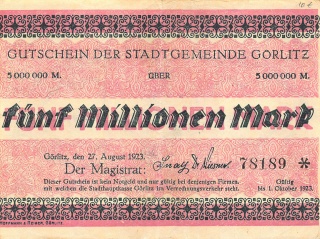 10 €
GUTSCHEIN DER STADTGEMEINDE GÖRLITZ
5 000 000 M. ÜBER 5 000 000 M.
fünf Millionen Mark
Görlitz, den 27. August 1923.
Der Magistrat: 78189 *
Dieser Gutschein ist kein Notgeld und nur gültig bei denjenigen Firmen, mit welchen die Stadthauptkasse Görlitz im Verrechnungsverkehr steht.
Gültig
bis 1. Oktober 1923.